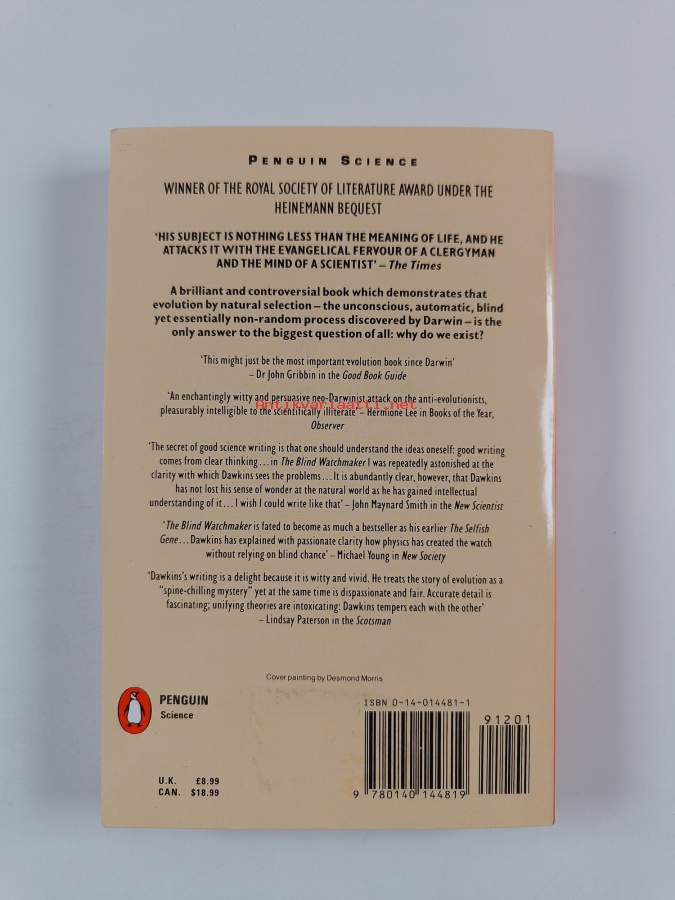 PENGUIN SCIENCE
WINNER OF THE ROYAL SOCIETY OF LITERATURE AWARD UNDER THE
HEINEMANN BEQUEST
'HIS SUBJECT IS NOTHING LESS THAN THE MEANING OF LIFE, AND HE
ATTACKS IT WITH THE EVANGELICAL FERVOUR OF A CLERGYMAN
AND THE MIND OF A SCIENTIST' – The Times
A brilliant and controversial book which demonstrates that
evolution by natural selection – the unconscious, automatic, blind
yet essentially non-random process discovered by Darwin – is the
only answer to the biggest question of all: why do we exist?
'This might just be the most important evolution book since Darwin'
– Dr John Gribbin in the Good Book Guide
'An enchantingly witty and persuasive neo-Darwinist attack on the anti-evolutionists,
Antikvariaatti.net
pleasurably intelligible to the scientifically illiterate' – Hermione Lee in Books of the Year,
Observer
'The secret of good science writing is that one should understand the ideas oneself; good writing
comes from clear thinking ... in The Blind Watchmaker I was repeatedly astonished at the
clarity with which Dawkins sees the problems ... It is abundantly clear, however, that Dawkins
has not lost his sense of wonder at the natural world as he has gained intellectual
understanding of it ... I wish I could write like that' – John Maynard Smith in the New Scientist
'The Blind Watchmaker is fated to become as much a bestseller as his earlier The Selfish
Gene ... Dawkins has explained with passionate clarity how physics has created the watch
without relying on blind chance' – Michael Young in New Society
'Dawkins's writing is a delight because it is witty and vivid. He treats the story of evolution as a
"spine-chilling mystery" yet at the same time is dispassionate and fair. Accurate detail is
fascinating; unifying theories are intoxicating: Dawkins tempers each with the other'
– Lindsay Paterson in the Scotsman
Cover painting by Desmond Morris
PENGUIN
Science
ISBN 0-14-014481-1
91201
9 780140 144819
U.K. £8.99
CAN. $18.99